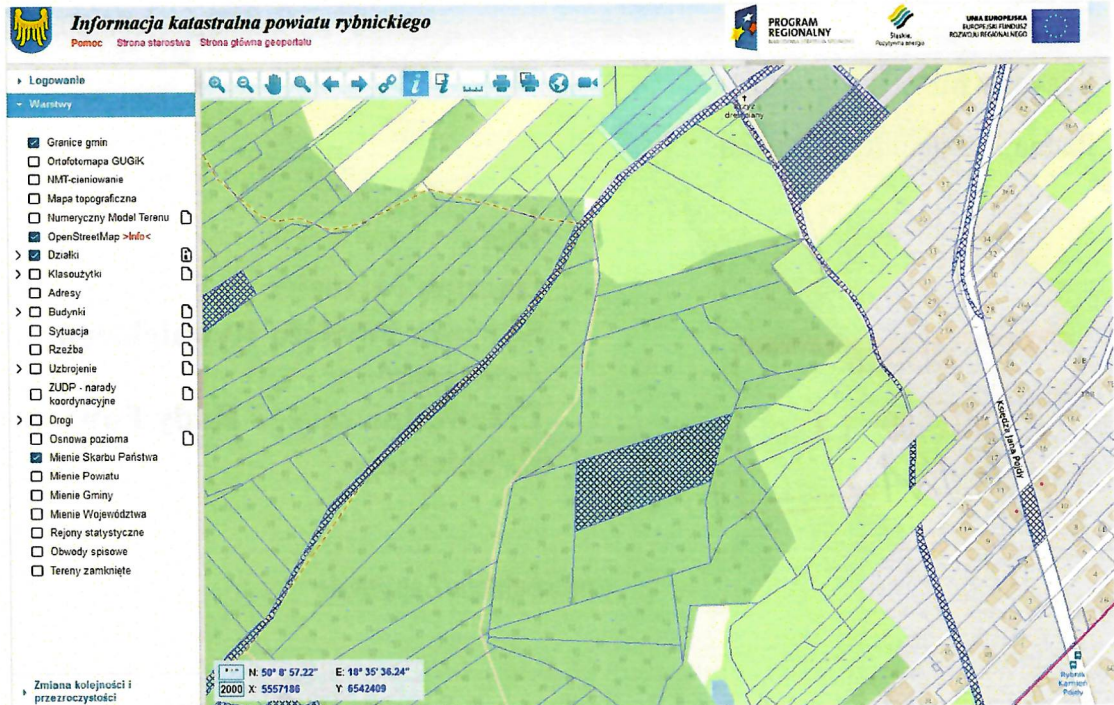 Informacja katastralna powiatu rybnickiego
Pomoc Strona starostwa Strona główna geoportalu
PROGRAM
REGIONALNY
Śląskie.
Pozytywna energia
UNIA EUROPEJSKA
EUROPEJSKI FUNDUSZ
ROZWOJU REGIONALNEGO
Logowanie
Warstwy
Granice gmin
Ortofotomapa GUGiK
NMT-cieniowanie
Mapa topograficzna
Numeryczny Model Terenu
OpenStreetMap >Info<
Działki
Klasoużytki
Adresy
Budynki
Sytuacja
Rzeźba
Uzbrojenie
ZUDP - narady
koordynacyjne
Drogi
Osnowa pozioma
Mienie Skarbu Państwa
Mienie Powiatu
Mienie Gminy
Mienie Województwa
Rejony statystyczne
Obwody spisowe
Tereny zamknięte
Zmiana kolejności i
przezroczystości
Księdza Jana Pojdy
11A
Rybnik
Kamień
Pojdy
N: 50° 8' 57.22" E: 18° 35' 36.24"
2000 X: 5557186 Y: 6542409